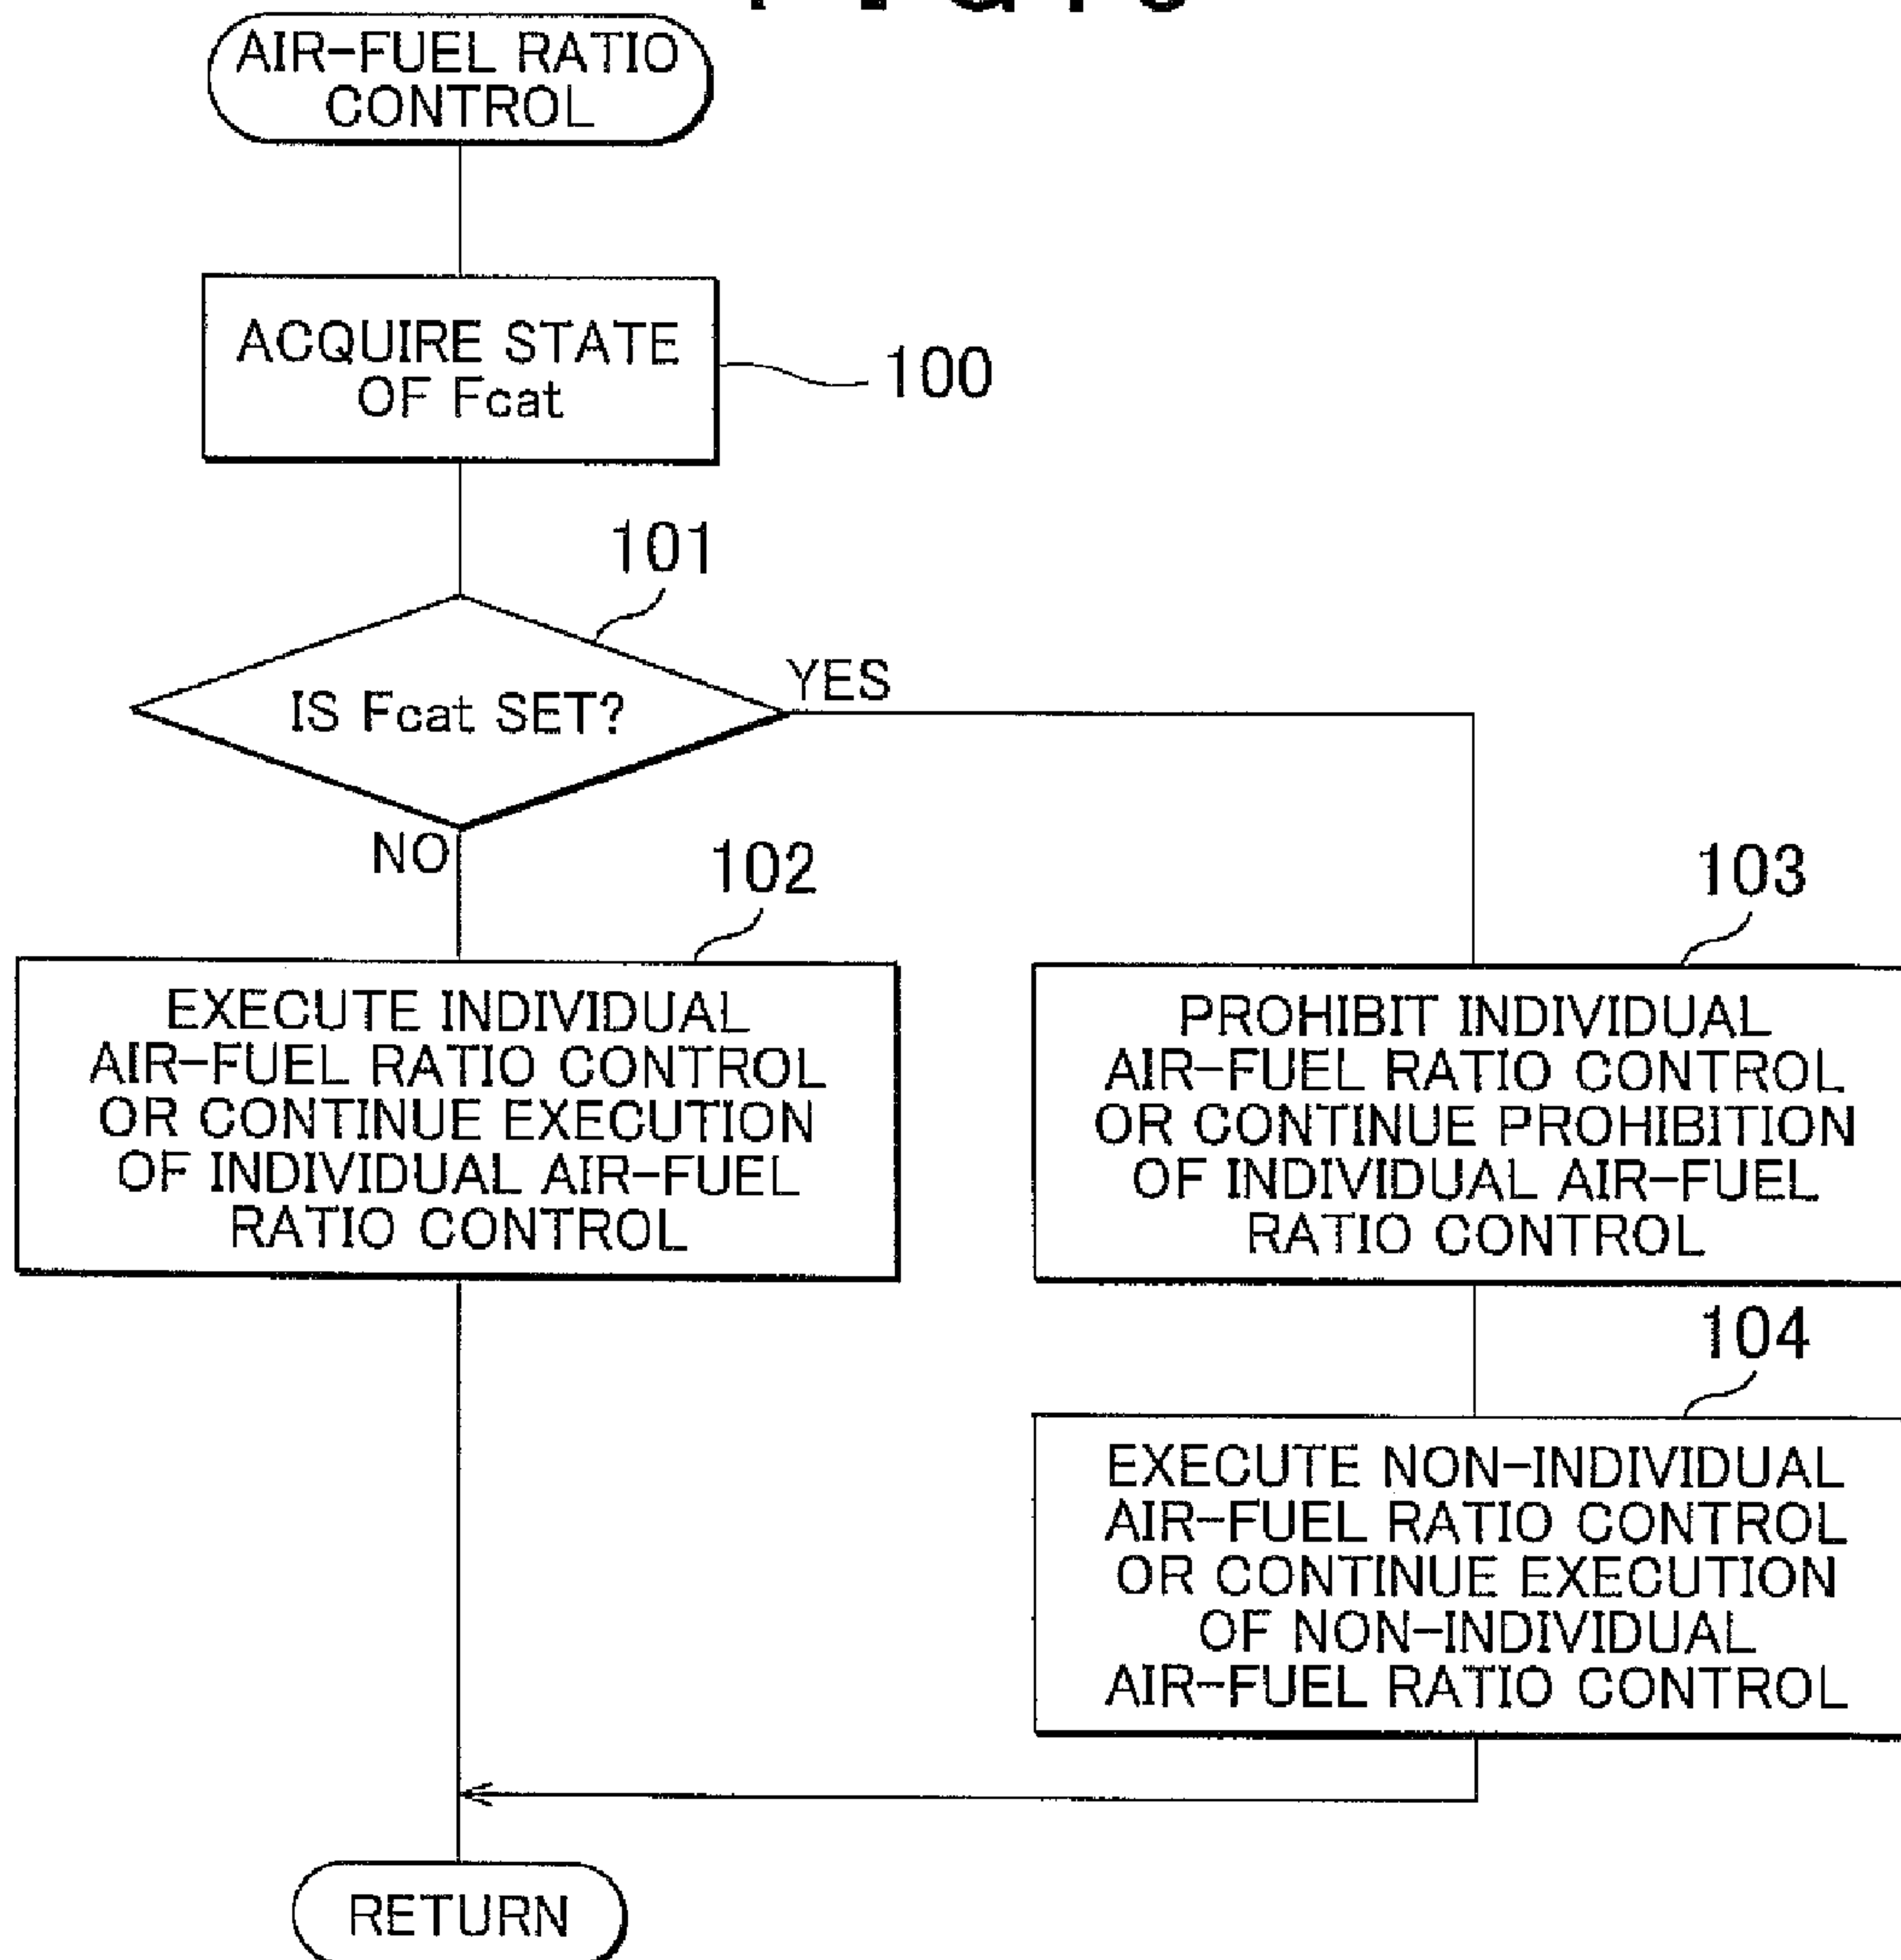 AIR-FUEL RATIO
CONTROL
ACQUIRE STATE
OF Fcat
100
101
IS Fcat SET?
YES
NO
102
EXECUTE INDIVIDUAL
AIR-FUEL RATIO CONTROL
OR CONTINUE EXECUTION
OF INDIVIDUAL AIR-FUEL
RATIO CONTROL
103
PROHIBIT INDIVIDUAL
AIR-FUEL RATIO CONTROL
OR CONTINUE PROHIBITION
OF INDIVIDUAL AIR-FUEL
RATIO CONTROL
104
EXECUTE NON-INDIVIDUAL
AIR-FUEL RATIO CONTROL
OR CONTINUE EXECUTION
OF NON-INDIVIDUAL
AIR-FUEL RATIO CONTROL
RETURN